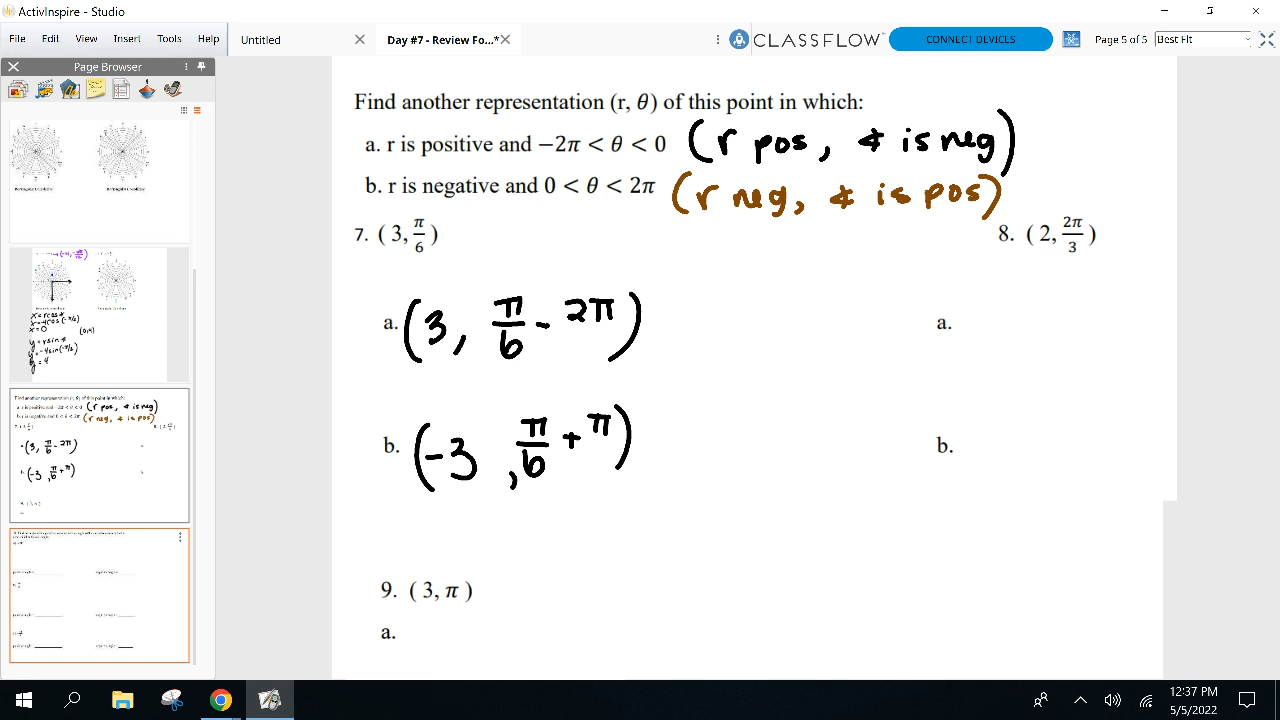 ActivInspire - Studio
File Edit View Insert Tools Help
Untitled
Day #7 - Review Fo...*
CLASSFLOW
CONNECT DEVICES
Page 5 of 5
Best Fit
Page Browser
Find another representation (r, θ) of this point in which:
a. r is positive and −2π < θ < 0 (r pos, ∡ is neg)
b. r is negative and 0 < θ < 2π (r neg, ∡ is pos)
7. ( 3, π/6 )
8. ( 2, 2π/3 )
a. (3, π/6 - 2π)
a.
b. (-3, π/6 + π)
b.
9. ( 3, π )
a.
12:37 PM
5/5/2022